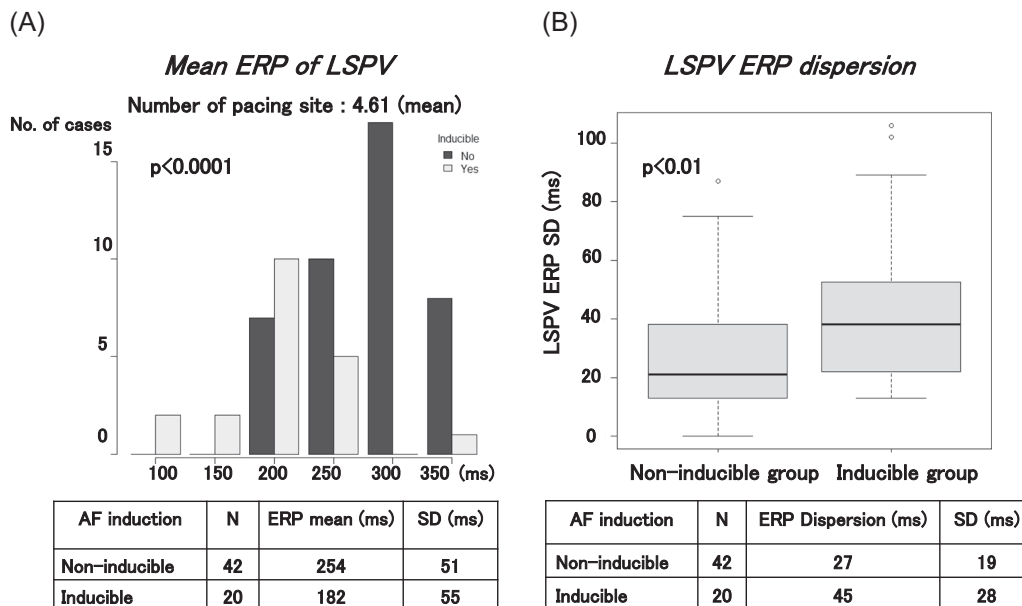 (A)
Mean ERP of LSPV
Number of pacing site : 4.61 (mean)
No. of cases
Inducible
No
Yes
p<0.0001
15
10
5
0
100 150 200 250 300 350 (ms)
AF induction N ERP mean (ms) SD (ms)
Non-inducible 42 254 51
Inducible 20 182 55
(B)
LSPV ERP dispersion
p<0.01
LSPV ERP SD (ms)
100
80
60
40
20
0
Non-inducible group Inducible group
AF induction N ERP Dispersion (ms) SD (ms)
Non-inducible 42 27 19
Inducible 20 45 28